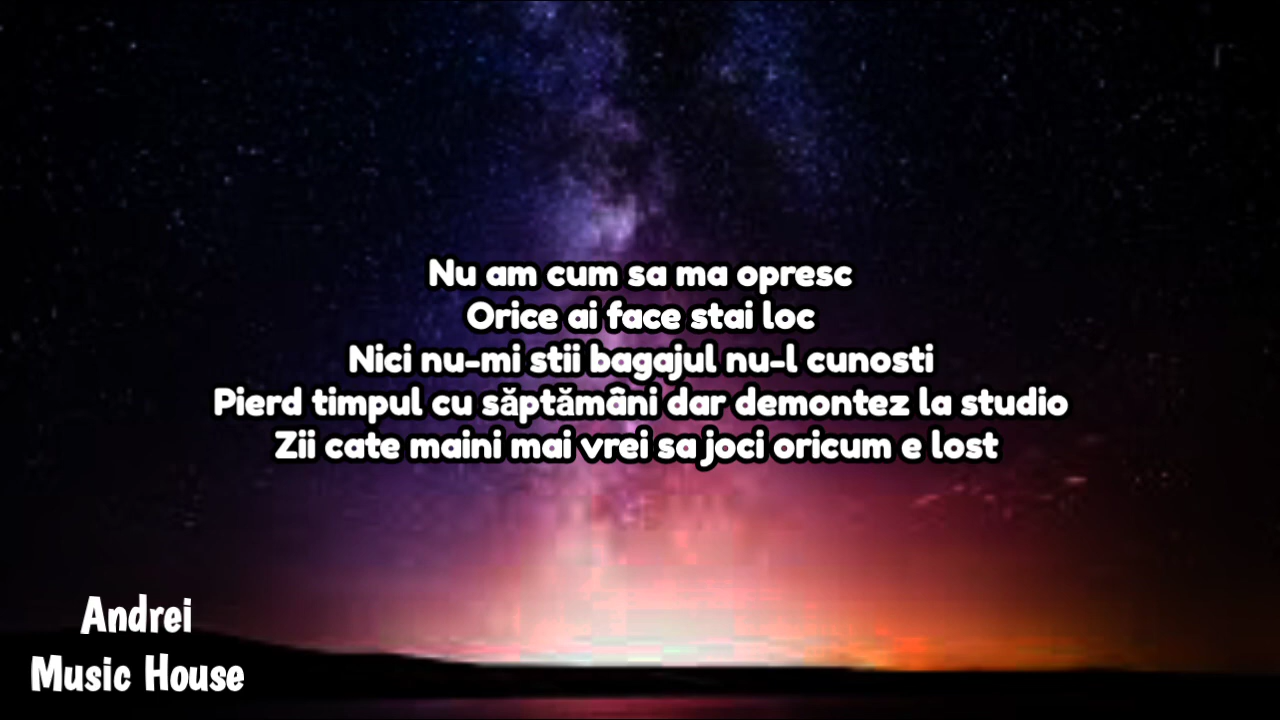 Nu am cum sa ma opresc
Orice ai face stai loc
Nici nu-mi stii bagajul nu-l cunosti
Pierd timpul cu săptămâni dar demontez la studio
Zii cate maini mai vrei sa joci oricum e lost
Andrei
Music House